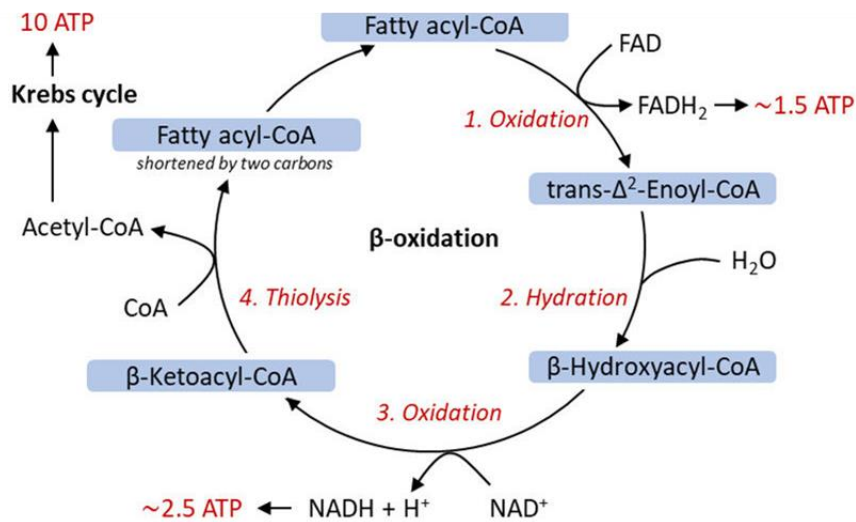 10 ATP
Fatty acyl-CoA
FAD
Krebs cycle
FADH₂
~1.5 ATP
1. Oxidation
Fatty acyl-CoA
shortened by two carbons
trans-Δ²-Enoyl-CoA
Acetyl-CoA
β-oxidation
H₂O
CoA
4. Thiolysis
2. Hydration
β-Ketoacyl-CoA
β-Hydroxyacyl-CoA
3. Oxidation
~2.5 ATP
NADH + H⁺
NAD⁺